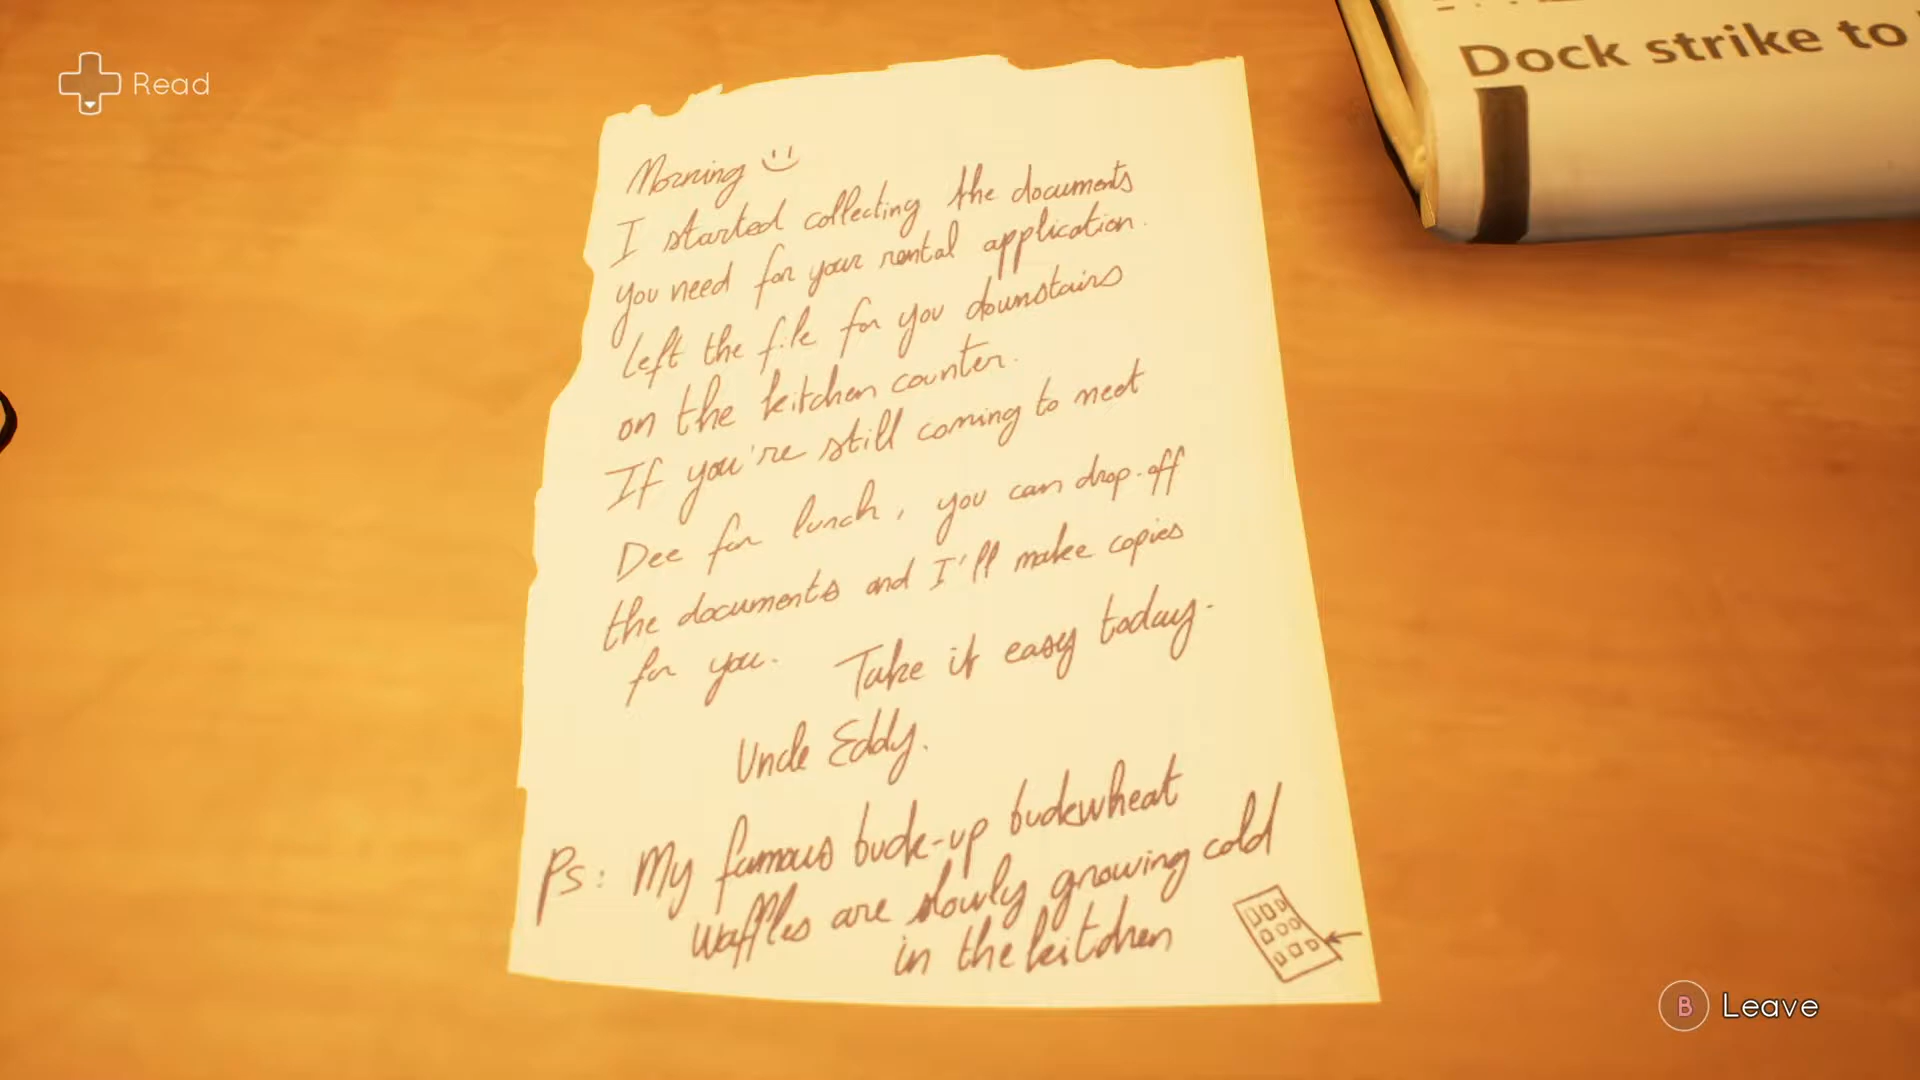 Read
Dock strike to
Morning
I started collecting the documents
you need for your rental application.
Left the file for you downstairs
on the kitchen counter.
If you're still coming to meet
Dee for lunch, you can drop-off
the documents and I'll make copies
for you. Take it easy today.
Uncle Eddy.
Ps: My famous buck-up buckwheat
waffles are slowly growing cold
in the kitchen
B Leave